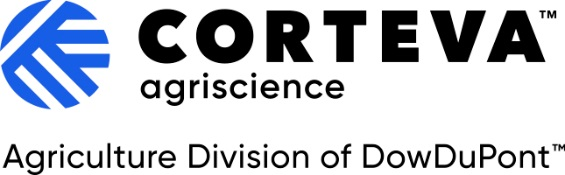 CORTEVA™
agriscience
Agriculture Division of DowDuPont™